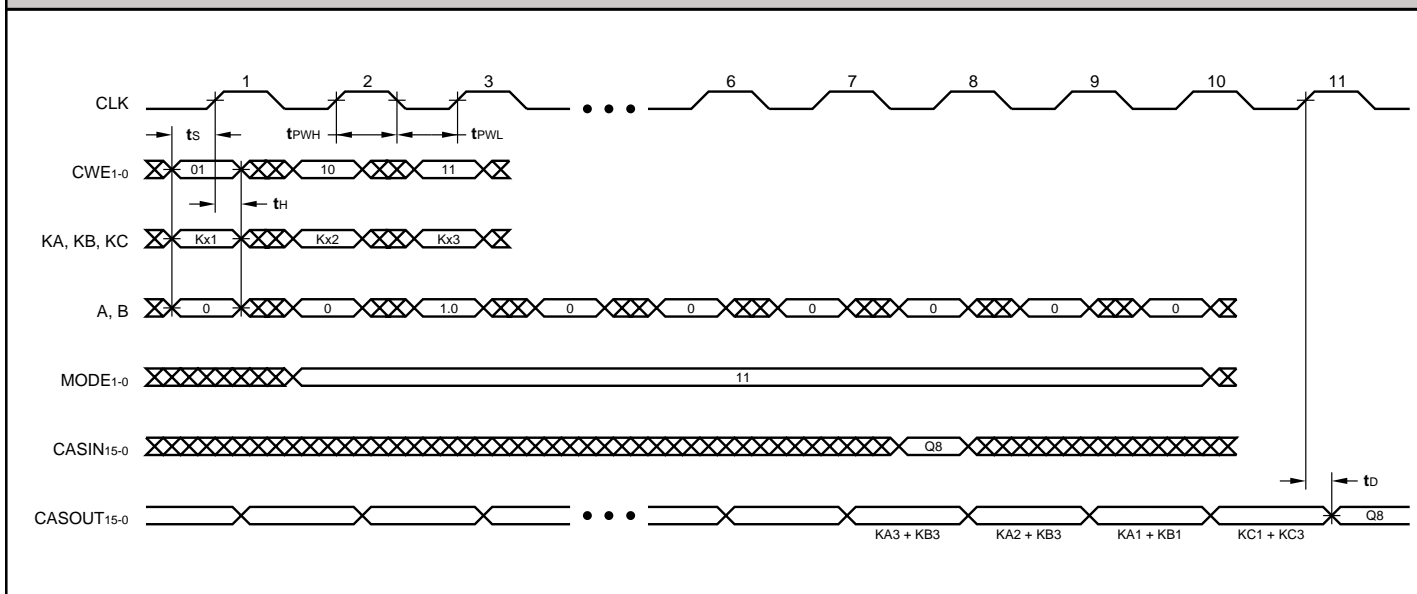 1 2 3 6 7 8 9 10 11
CLK
tS tPWH tPWL
CWE1-0 01 10 11
tH
KA, KB, KC Kx1 Kx2 Kx3
A, B 0 0 1.0 0 0 0 0 0 0
MODE1-0 11
CASIN15-0 Q8
tD
CASOUT15-0 Q8
KA3 + KB3 KA2 + KB3 KA1 + KB1 KC1 + KC3